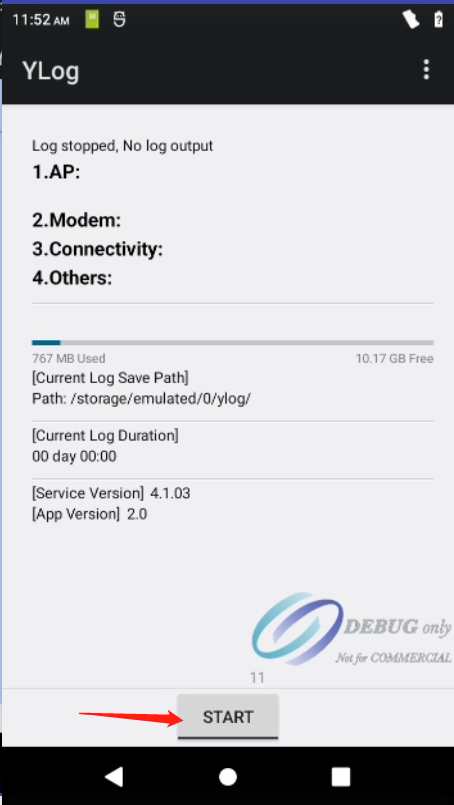 11:52 AM
YLog
Log stopped, No log output
1.AP:
2.Modem:
3.Connectivity:
4.Others:
767 MB Used 10.17 GB Free
[Current Log Save Path]
Path: /storage/emulated/0/ylog/
[Current Log Duration]
00 day 00:00
[Service Version] 4.1.03
[App Version] 2.0
DEBUG only
Not for COMMERCIAL
11
START